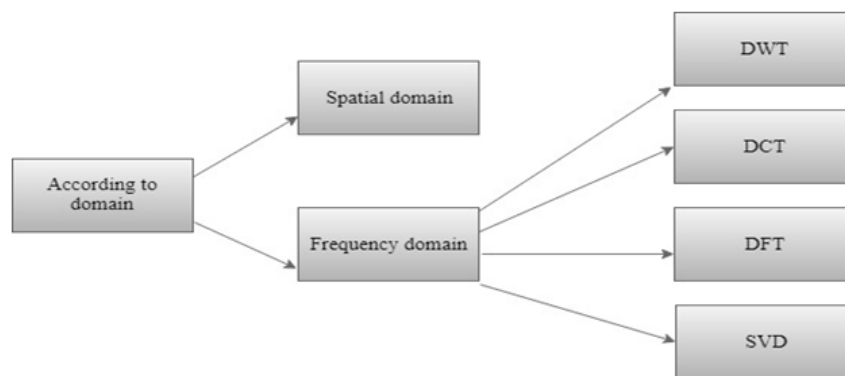 According to
domain
Spatial domain
Frequency domain
DWT
DCT
DFT
SVD